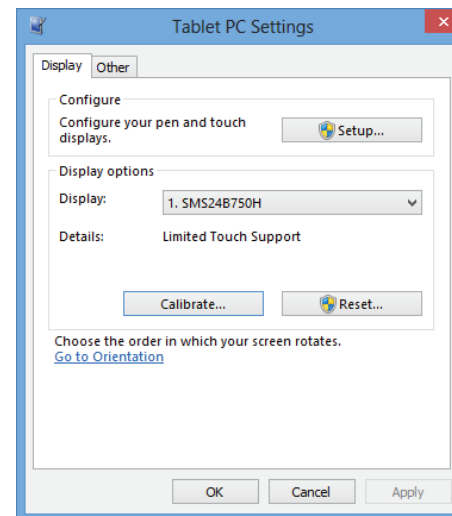 Tablet PC Settings
Display Other
Configure
Configure your pen and touch
displays.
Setup...
Display options
Display: 1. SMS24B750H
Details: Limited Touch Support
Calibrate... Reset...
Choose the order in which your screen rotates.
Go to Orientation
OK Cancel Apply